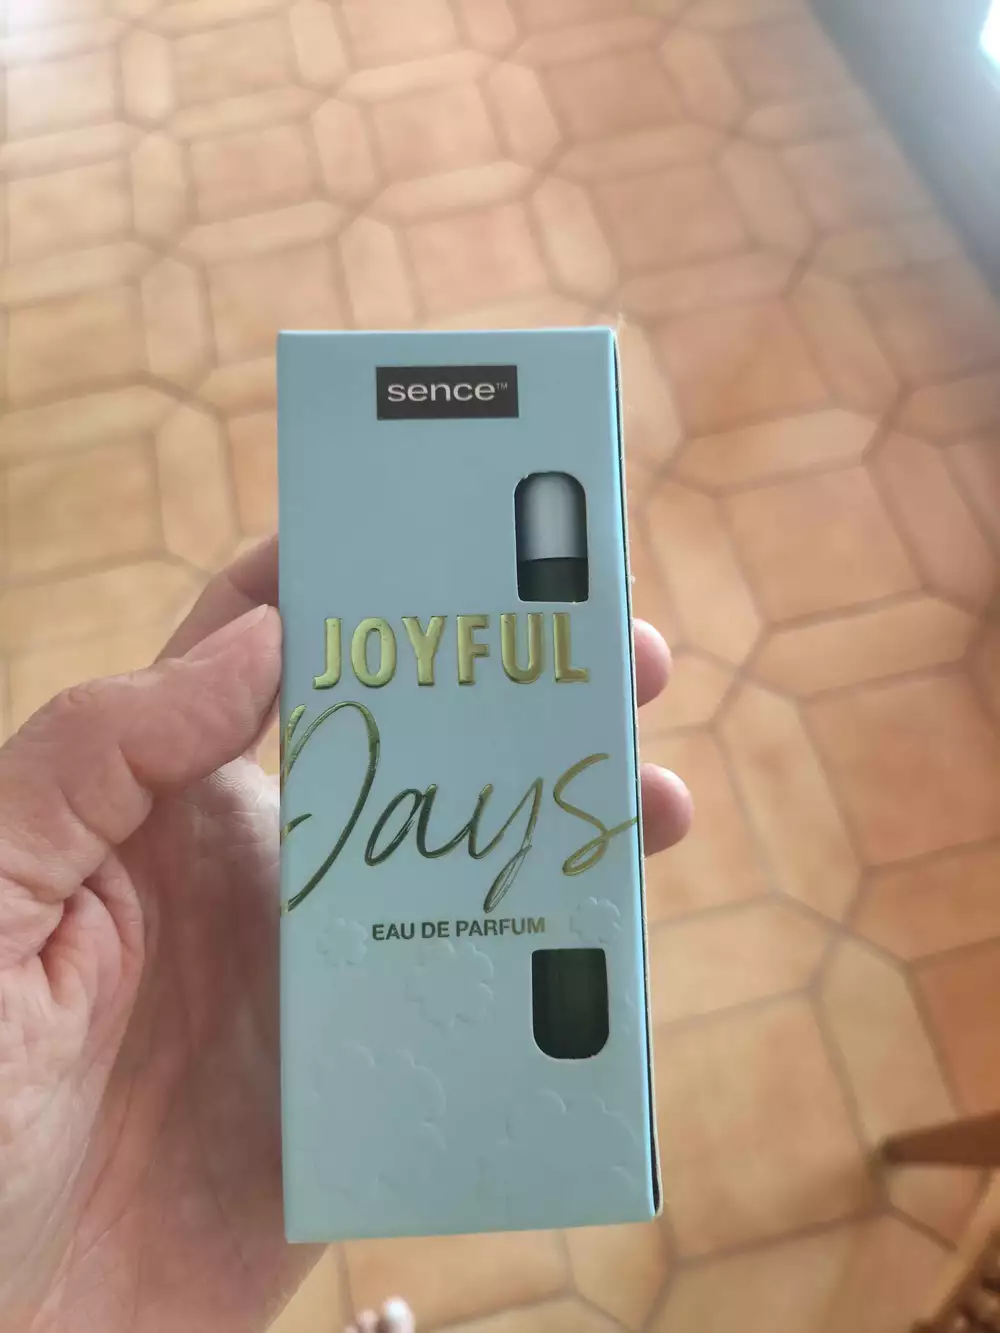 sence™
JOYFUL
Days
EAU DE PARFUM